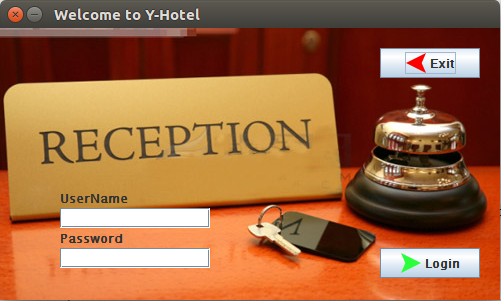 Welcome to Y-Hotel
Exit
RECEPTION
UserName
Password
Login